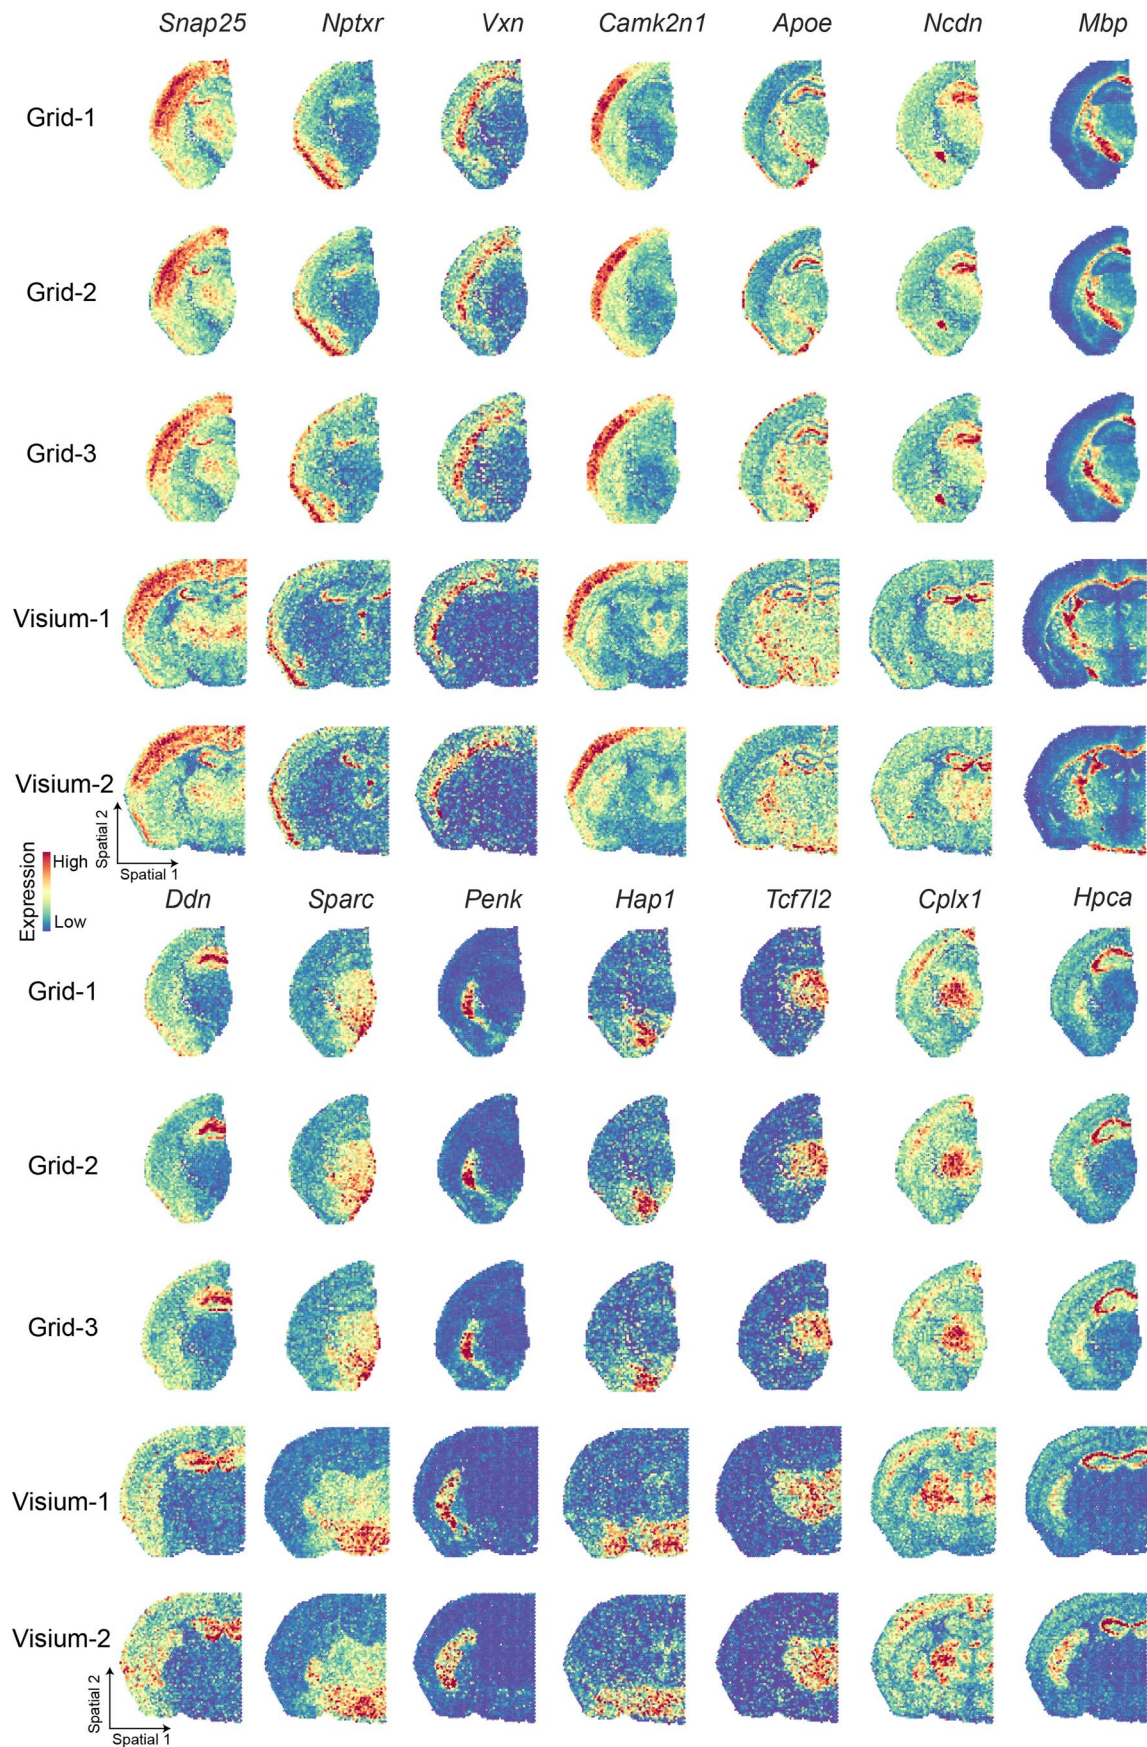 Snap25 Nptxr Vxn Camk2n1 Apoe Ncdn Mbp
Grid-1
Grid-2
Grid-3
Visium-1
Visium-2
Spatial 2
Spatial 1
Expression
High
Low
Ddn Sparc Penk Hap1 Tcf7l2 Cplx1 Hpca
Grid-1
Grid-2
Grid-3
Visium-1
Visium-2
Spatial 2
Spatial 1